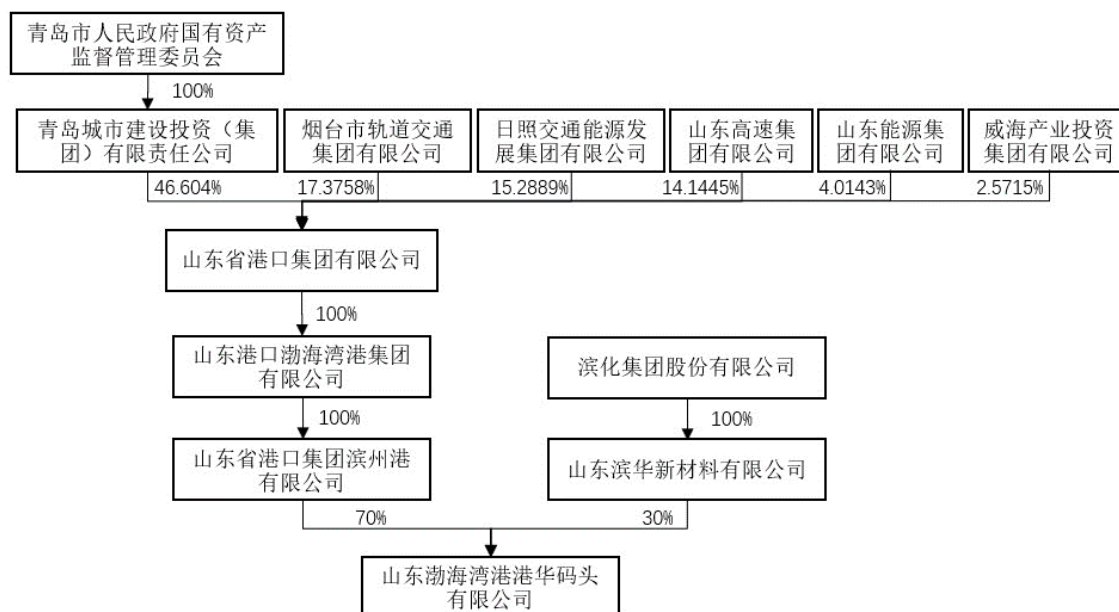 青岛市人民政府国有资产
监督管理委员会
100%
青岛城市建设投资（集
团）有限责任公司
烟台市轨道交通
集团有限公司
日照交通能源发
展集团有限公司
山东高速集
团有限公司
山东能源集
团有限公司
威海产业投资
集团有限公司
46.604%
17.3758%
15.2889%
14.1445%
4.0143%
2.5715%
山东省港口集团有限公司
100%
山东港口渤海湾港集团
有限公司
滨化集团股份有限公司
100%
100%
山东省港口集团滨州港
有限公司
山东滨华新材料有限公司
70%
30%
山东渤海湾港港华码头
有限公司